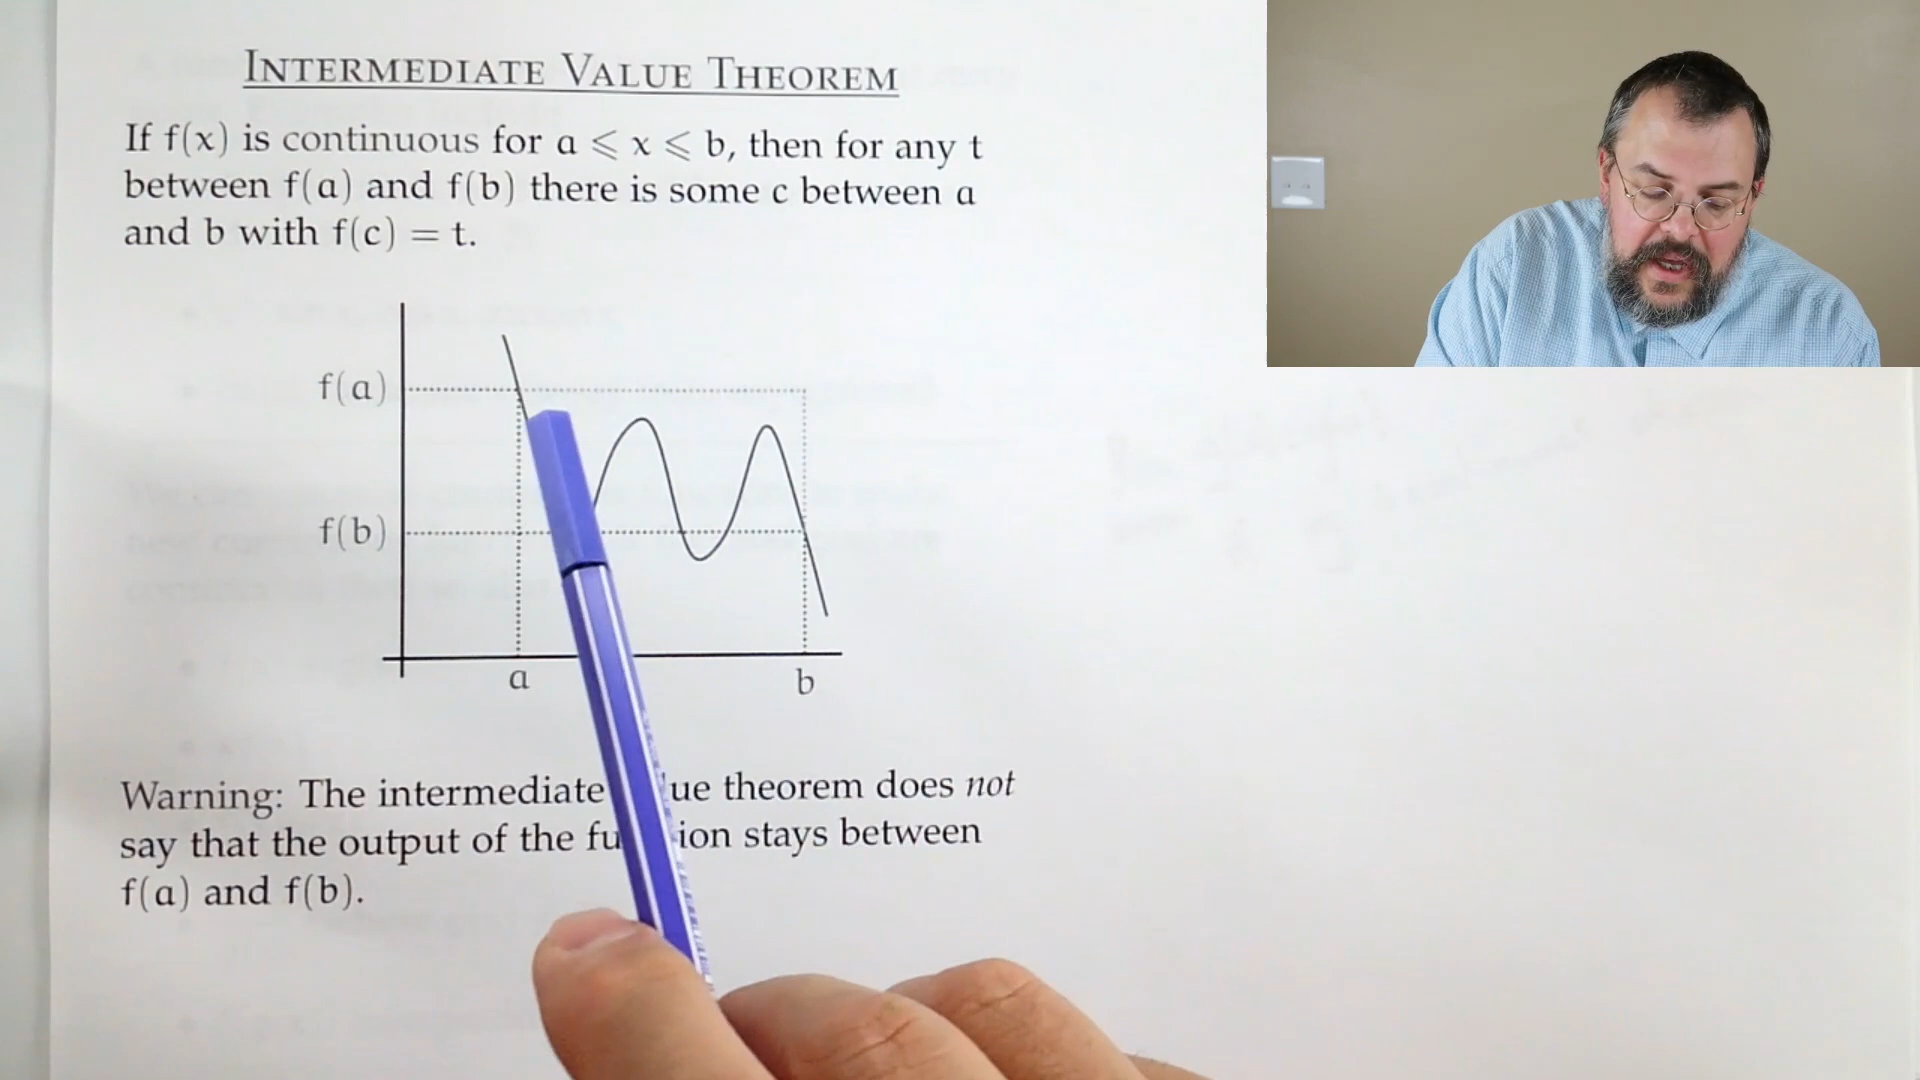 INTERMEDIATE VALUE THEOREM
If f(x) is continuous for a ⩽ x ⩽ b, then for any t
between f(a) and f(b) there is some c between a
and b with f(c) = t.
f(a)
f(b)
a b
Warning: The intermediate ue theorem does not
say that the output of the fu ion stays between
f(a) and f(b).